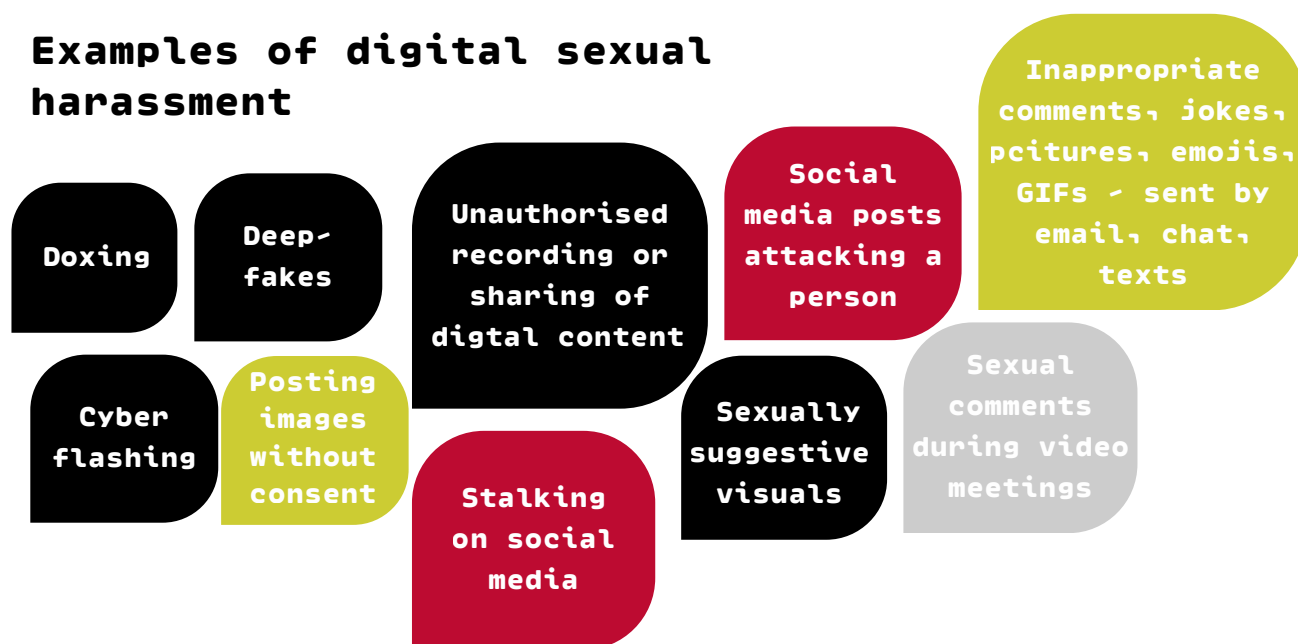 Examples of digital sexual
harassment
Inappropriate
comments, jokes,
pcitures, emojis,
GIFs - sent by
email, chat,
texts
Social
media posts
attacking a
person
Unauthorised
recording or
sharing of
digtal content
Deep-
fakes
Doxing
Cyber
flashing
Posting
images
without
consent
Stalking
on social
media
Sexually
suggestive
visuals
Sexual
comments
during video
meetings